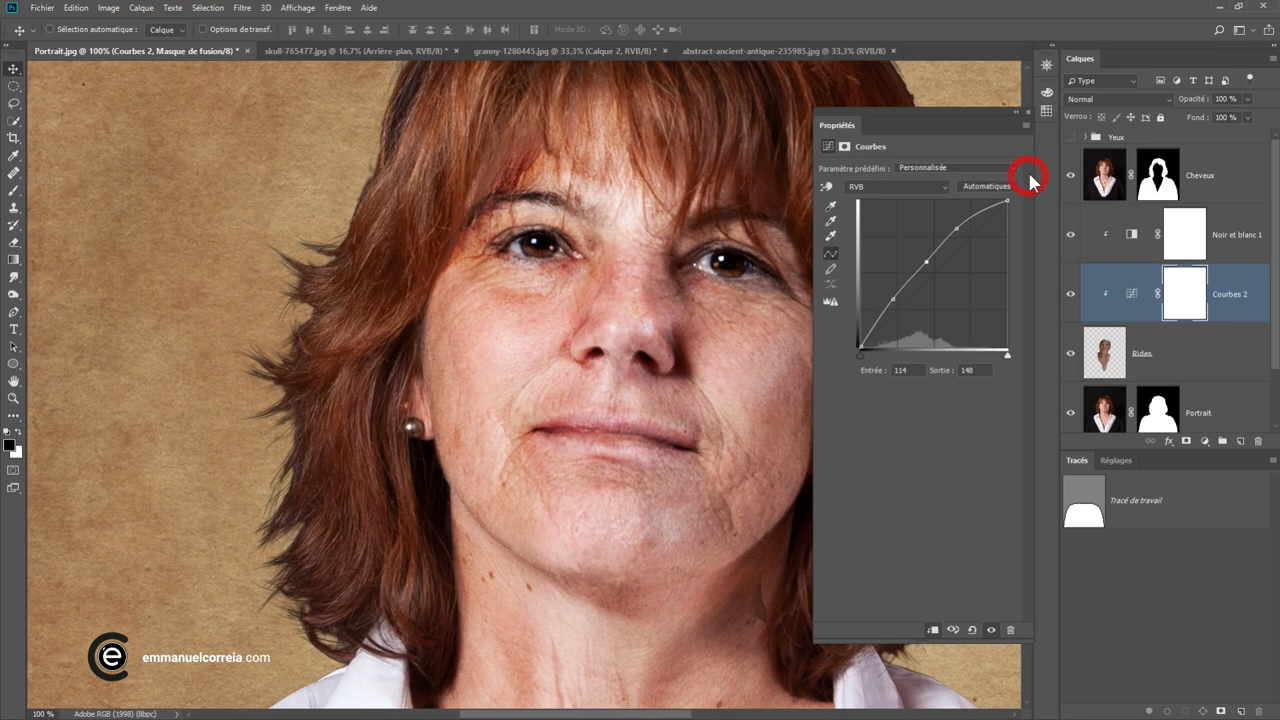 Ps Fichier Edition Image Calque Texte Sélection Filtre 3D Affichage Fenêtre Aide
Sélection automatique : Calque Options de transf. Mode 3D :
Portrait.jpg @ 100% (Courbes 2, Masque de fusion/8) * × skull-765477.jpg @ 16,7% (Arrière-plan, RVB/8) * × granny-1280445.jpg @ 33,3% (Calque 2, RVB/8) * × abstract-ancient-antique-235985.jpg @ 33,3% (RVB/8) ×
Calques
Type
Normal Opacité : 100 %
Verrou : Fond : 100 %
Yeux
Cheveux
Noir et blanc 1
Courbes 2
Rides
Portrait
Tracés Réglages
Tracé de travail
Propriétés
Courbes
Paramètre prédéfini : Personnalisée
RVB Automatiques
Entrée : 114 Sortie : 148
e emmanuelcorreia.com
100 % Adobe RGB (1998) (8bpc)